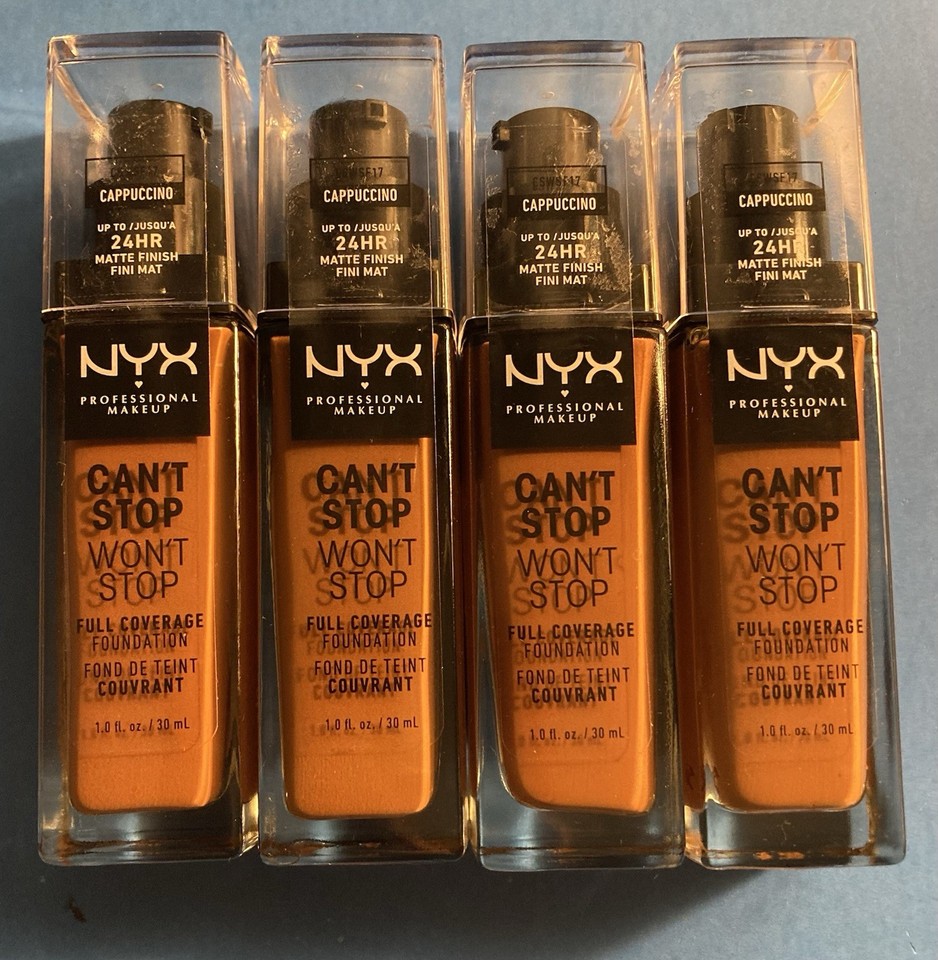 CAPPUCCINO
UP TO / JUSQU'A
24HR
MATTE FINISH
FINI MAT
NYX
PROFESSIONAL
MAKEUP
CAN'T
STOP
WON'T
STOP
FULL COVERAGE
FOUNDATION
FOND DE TEINT
COUVRANT
1.0 fl. oz. / 30 mL
CAPPUCCINO
UP TO / JUSQU'A
24HR
MATTE FINISH
FINI MAT
NYX
PROFESSIONAL
MAKEUP
CAN'T
STOP
WON'T
STOP
FULL COVERAGE
FOUNDATION
FOND DE TEINT
COUVRANT
1.0 fl. oz. / 30 mL
CSWSF17
CAPPUCCINO
UP TO / JUSQU'A
24HR
MATTE FINISH
FINI MAT
NYX
PROFESSIONAL
MAKEUP
CAN'T
STOP
WON'T
STOP
FULL COVERAGE
FOUNDATION
FOND DE TEINT
COUVRANT
1.0 fl. oz. / 30 mL
CAPPUCCINO
UP TO / JUSQU'A
24HR
MATTE FINISH
FINI MAT
NYX
PROFESSIONAL
MAKEUP
CAN'T
STOP
WON'T
STOP
FULL COVERAGE
FOUNDATION
FOND DE TEINT
COUVRANT
1.0 fl. oz. / 30 mL